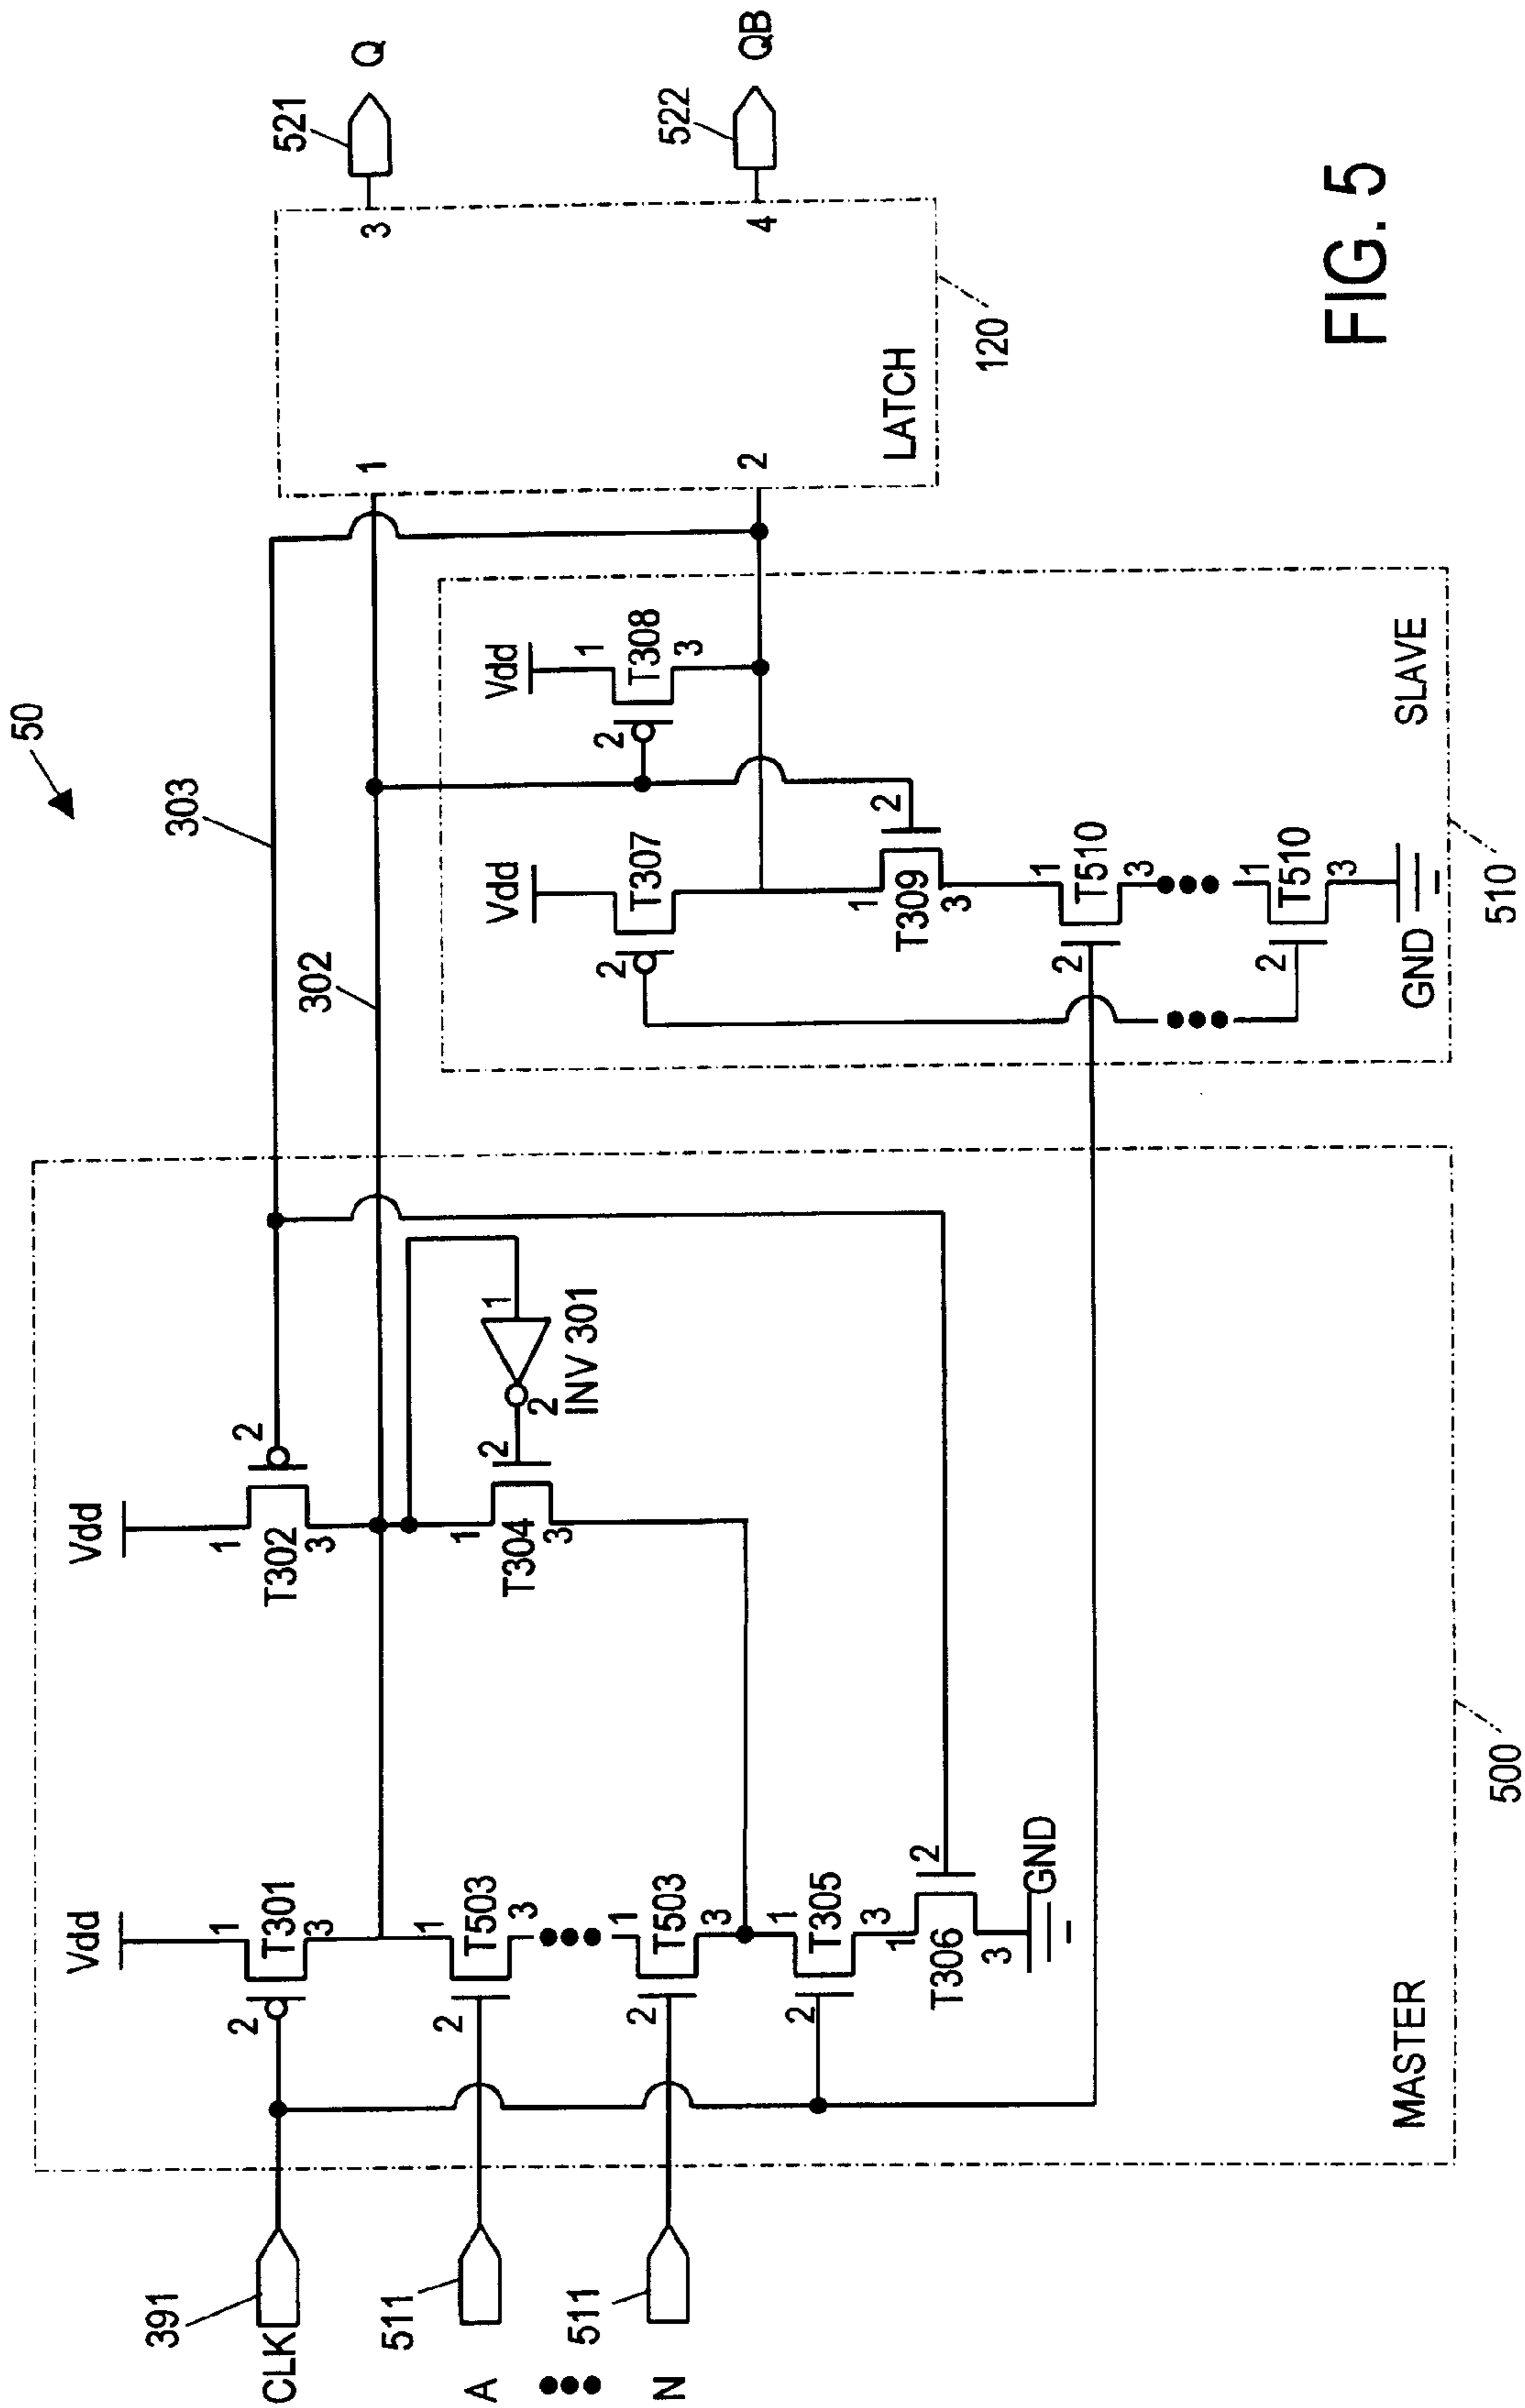 50
303
302
Vdd
Vdd
1
2
T301
3
1
2
T302
3
391
CLK
511
A
511
N
1
2
T503
3
1
2
T503
3
1
2
T304
3
1
2
INV 301
1
2
T305
3
1
2
T306
3
GND
MASTER
500
Vdd
Vdd
2
T307
1
2
T308
3
1
2
T309
3
1
2
T510
3
1
2
T510
3
GND
SLAVE
510
1
2
3
4
LATCH
120
521
Q
522
QB
FIG. 5